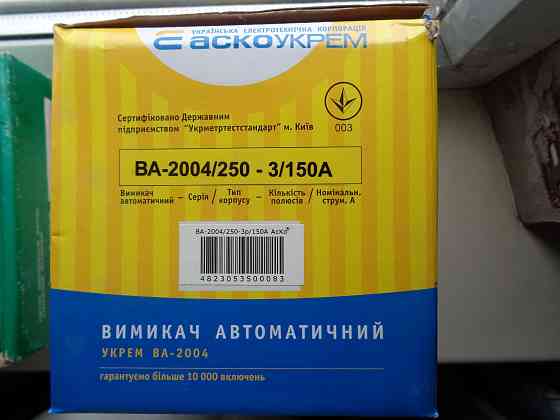 УКРАЇНСЬКА ЕЛЕКТРОТЕХНІЧНА КОРПОРАЦІЯ
АСКОУКРЕМ
Сертифіковано Державним
підприємством "Укрметртестстандарт" м. Київ
003
ВА-2004/250 - 3/150А
Вимикач автоматичний – Серія / Тип корпусу – Кількість полюсів / Номінальн. струм. А
ВА-2004/250-3р/150А АсКо
4823053500083
ВИМИКАЧ АВТОМАТИЧНИЙ
УКРЕМ ВА-2004
гарантуємо більше 10 000 включень